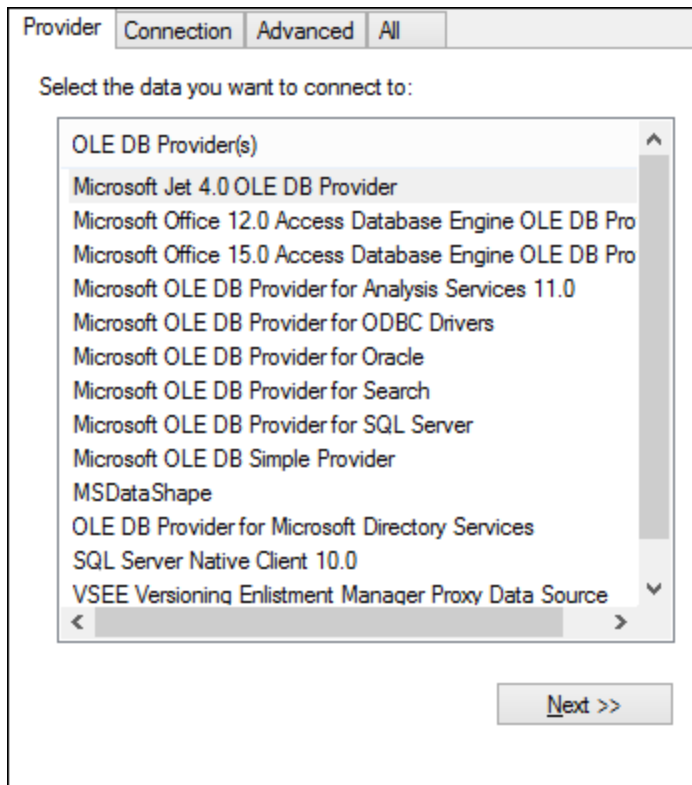 Provider Connection Advanced All
Select the data you want to connect to:
OLE DB Provider(s)
Microsoft Jet 4.0 OLE DB Provider
Microsoft Office 12.0 Access Database Engine OLE DB Pro
Microsoft Office 15.0 Access Database Engine OLE DB Pro
Microsoft OLE DB Provider for Analysis Services 11.0
Microsoft OLE DB Provider for ODBC Drivers
Microsoft OLE DB Provider for Oracle
Microsoft OLE DB Provider for Search
Microsoft OLE DB Provider for SQL Server
Microsoft OLE DB Simple Provider
MSDataShape
OLE DB Provider for Microsoft Directory Services
SQL Server Native Client 10.0
VSEE Versioning Enlistment Manager Proxy Data Source
Next >>